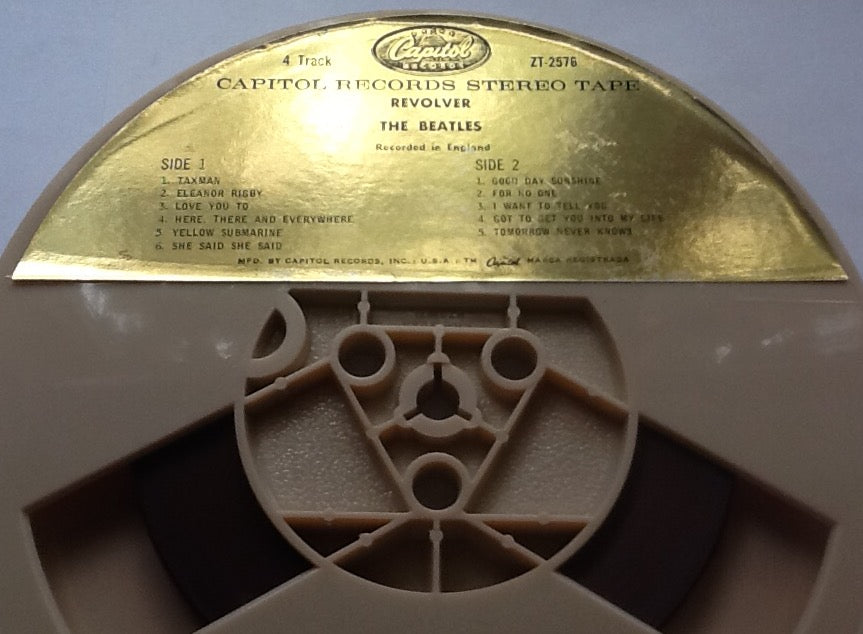 Capitol
RECORDS
4 Track
ZT-2576
CAPITOL RECORDS STEREO TAPE
REVOLVER
THE BEATLES
Recorded in England
SIDE 1
1. TAXMAN
2. ELEANOR RIGBY
3. LOVE YOU TO
4. HERE, THERE AND EVERYWHERE
5. YELLOW SUBMARINE
6. SHE SAID SHE SAID
SIDE 2
1. GOOD DAY SUNSHINE
2. FOR NO ONE
3. I WANT TO TELL YOU
4. GOT TO GET YOU INTO MY LIFE
5. TOMORROW NEVER KNOWS
MFD. BY CAPITOL RECORDS, INC., U.S.A. TM Capitol MARCA REGISTRADA